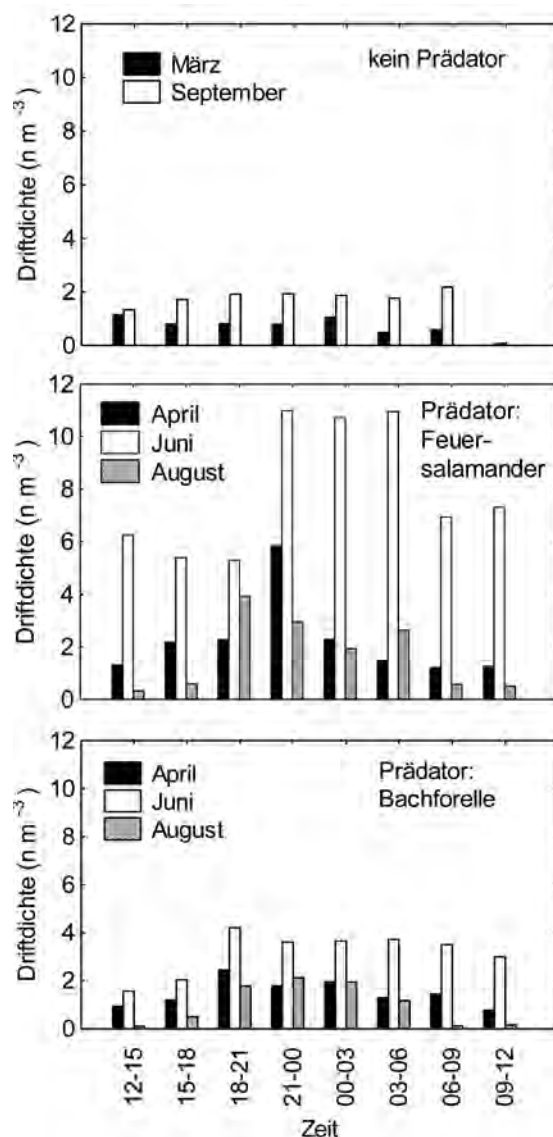 12
10
8
6
4
2
0
Driftdichte (n m⁻³)
März
September
kein Prädator
12
10
8
6
4
2
0
Driftdichte (n m⁻³)
April
Juni
August
Prädator:
Feuer-
salamander
12
10
8
6
4
2
0
Driftdichte (n m⁻³)
April
Juni
August
Prädator:
Bachforelle
12-15
15-18
18-21
21-00
00-03
03-06
06-09
09-12
Zeit